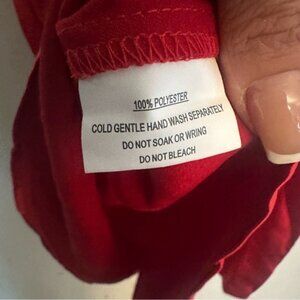 100% POLYESTER
COLD GENTLE HAND WASH SEPARATELY
DO NOT SOAK OR WRING
DO NOT BLEACH